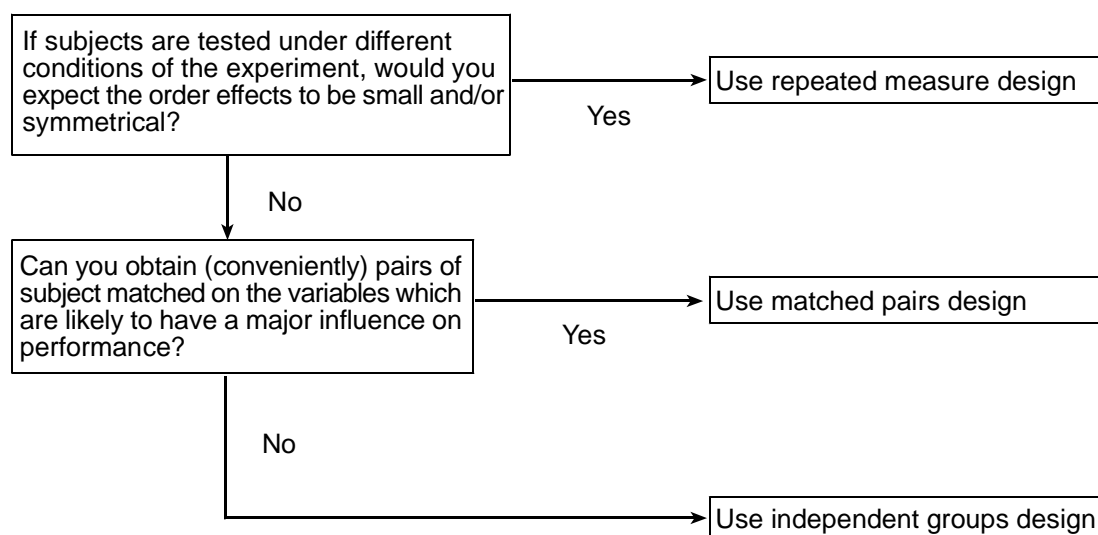 If subjects are tested under different
conditions of the experiment, would you
expect the order effects to be small and/or
symmetrical?
Yes
Use repeated measure design
No
Can you obtain (conveniently) pairs of
subject matched on the variables which
are likely to have a major influence on
performance?
Yes
Use matched pairs design
No
Use independent groups design